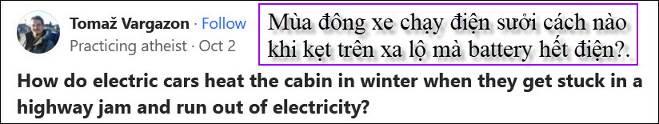 Tomaž Vargazon · Follow
Practicing atheist · Oct 2
Mùa đông xe chạy điện sưởi cách nào
khi kẹt trên xa lộ mà battery hết điện?.
How do electric cars heat the cabin in winter when they get stuck in a
highway jam and run out of electricity?